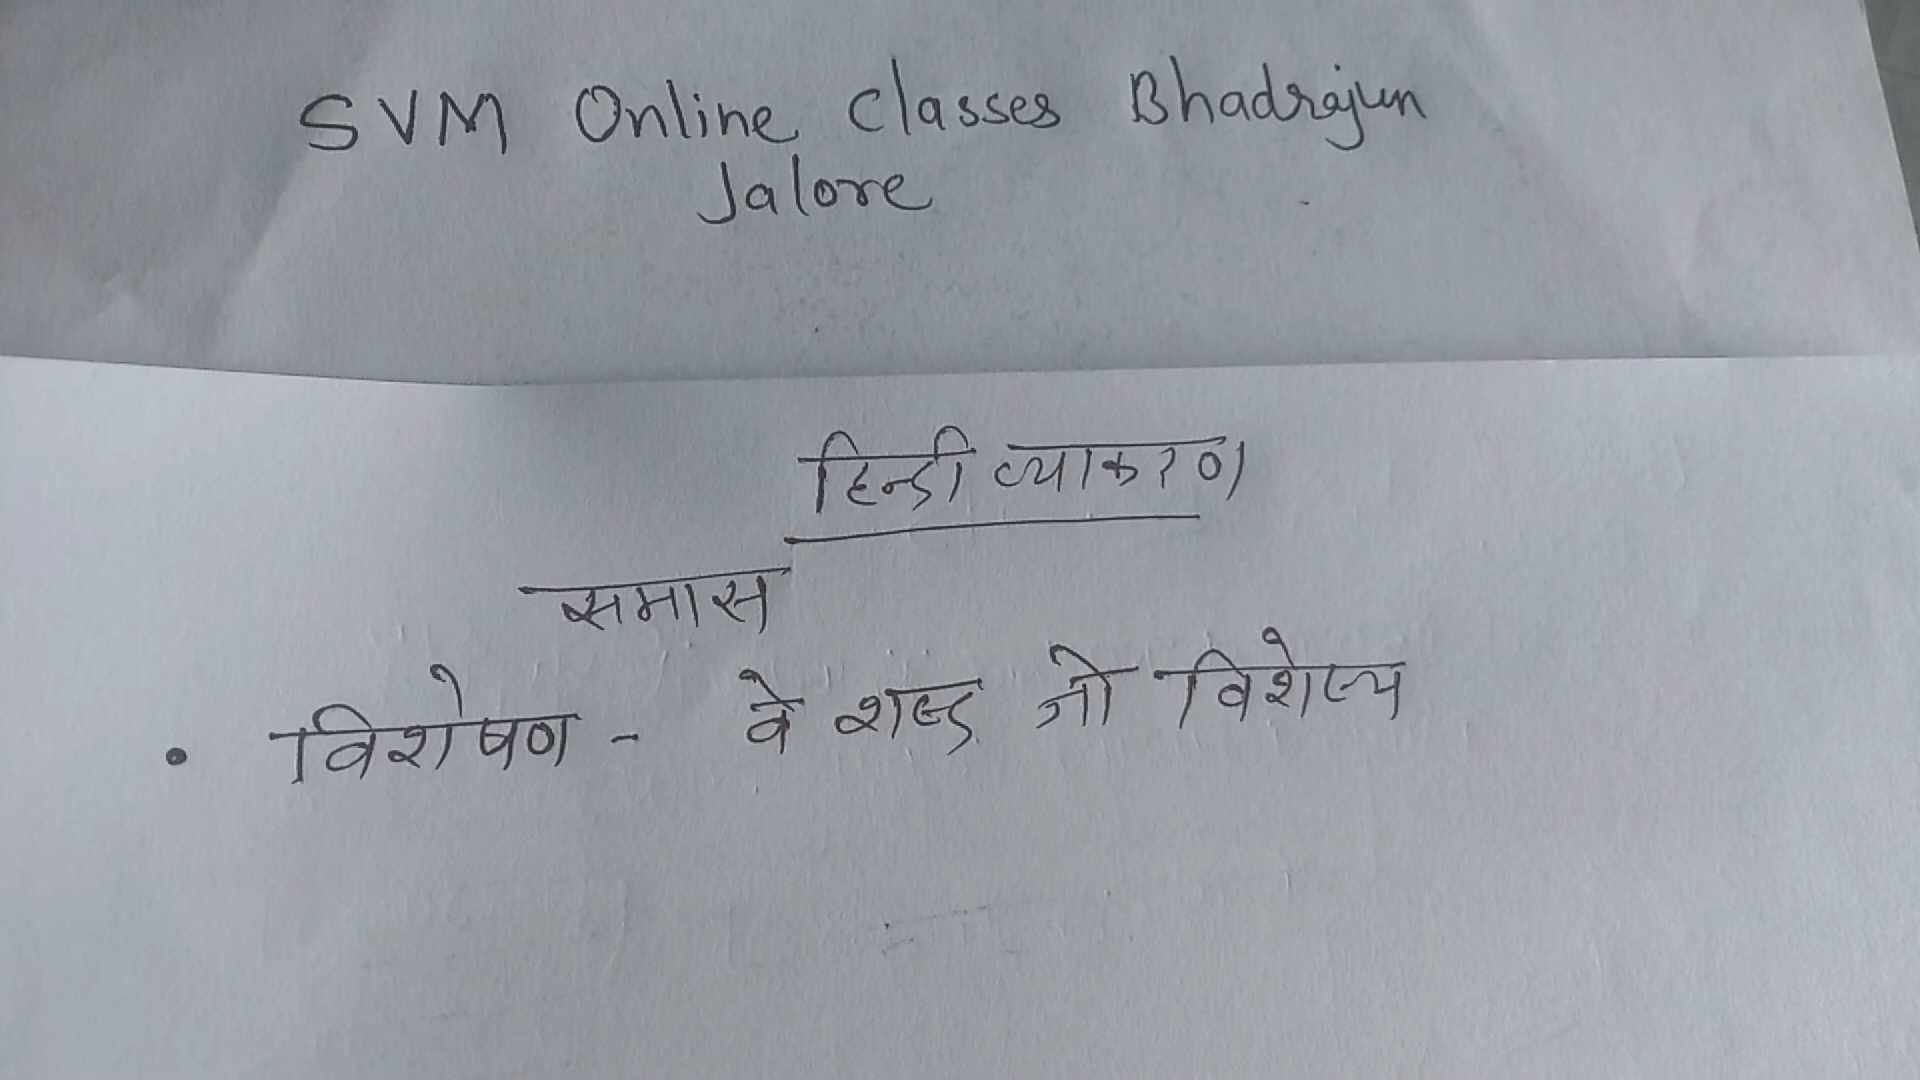 SVM Online Classes Bhadrajun
Jalore
हिन्दी व्याकरण
समास
• विशेषण - वे शब्द जो विशेष्य